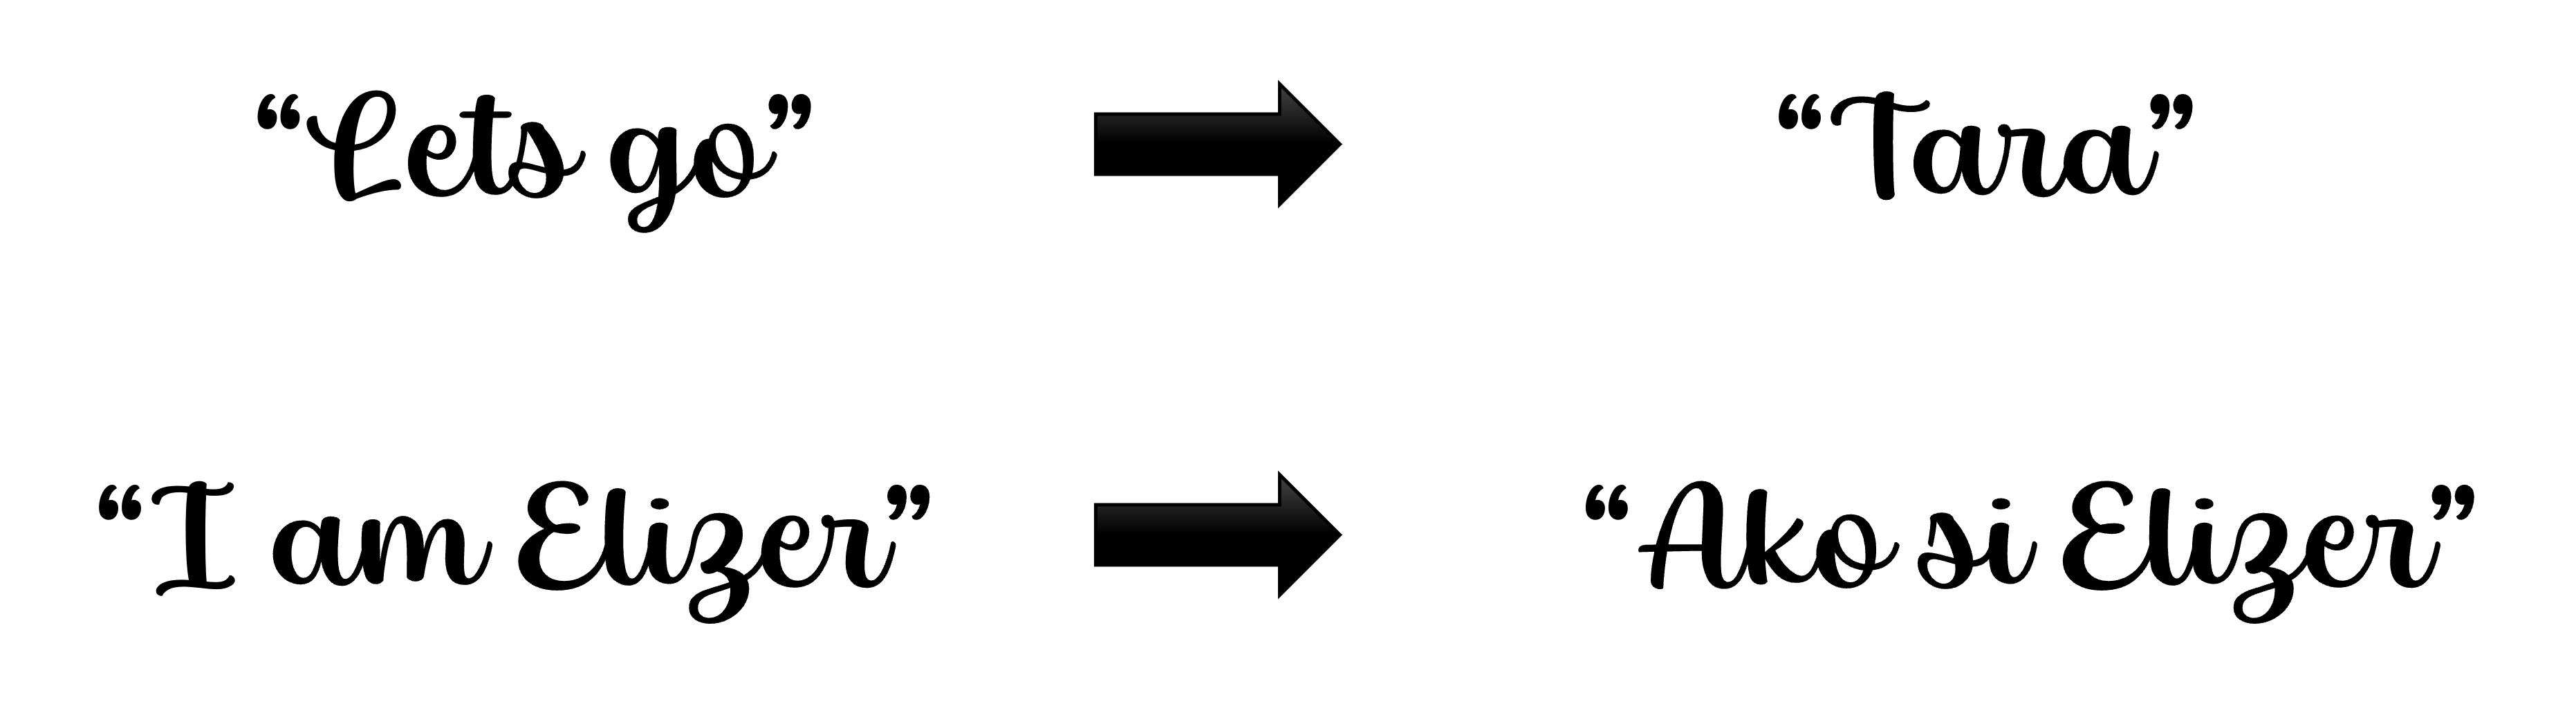 “Lets go” “Tara”
“I am Elizer” “Ako si Elizer”